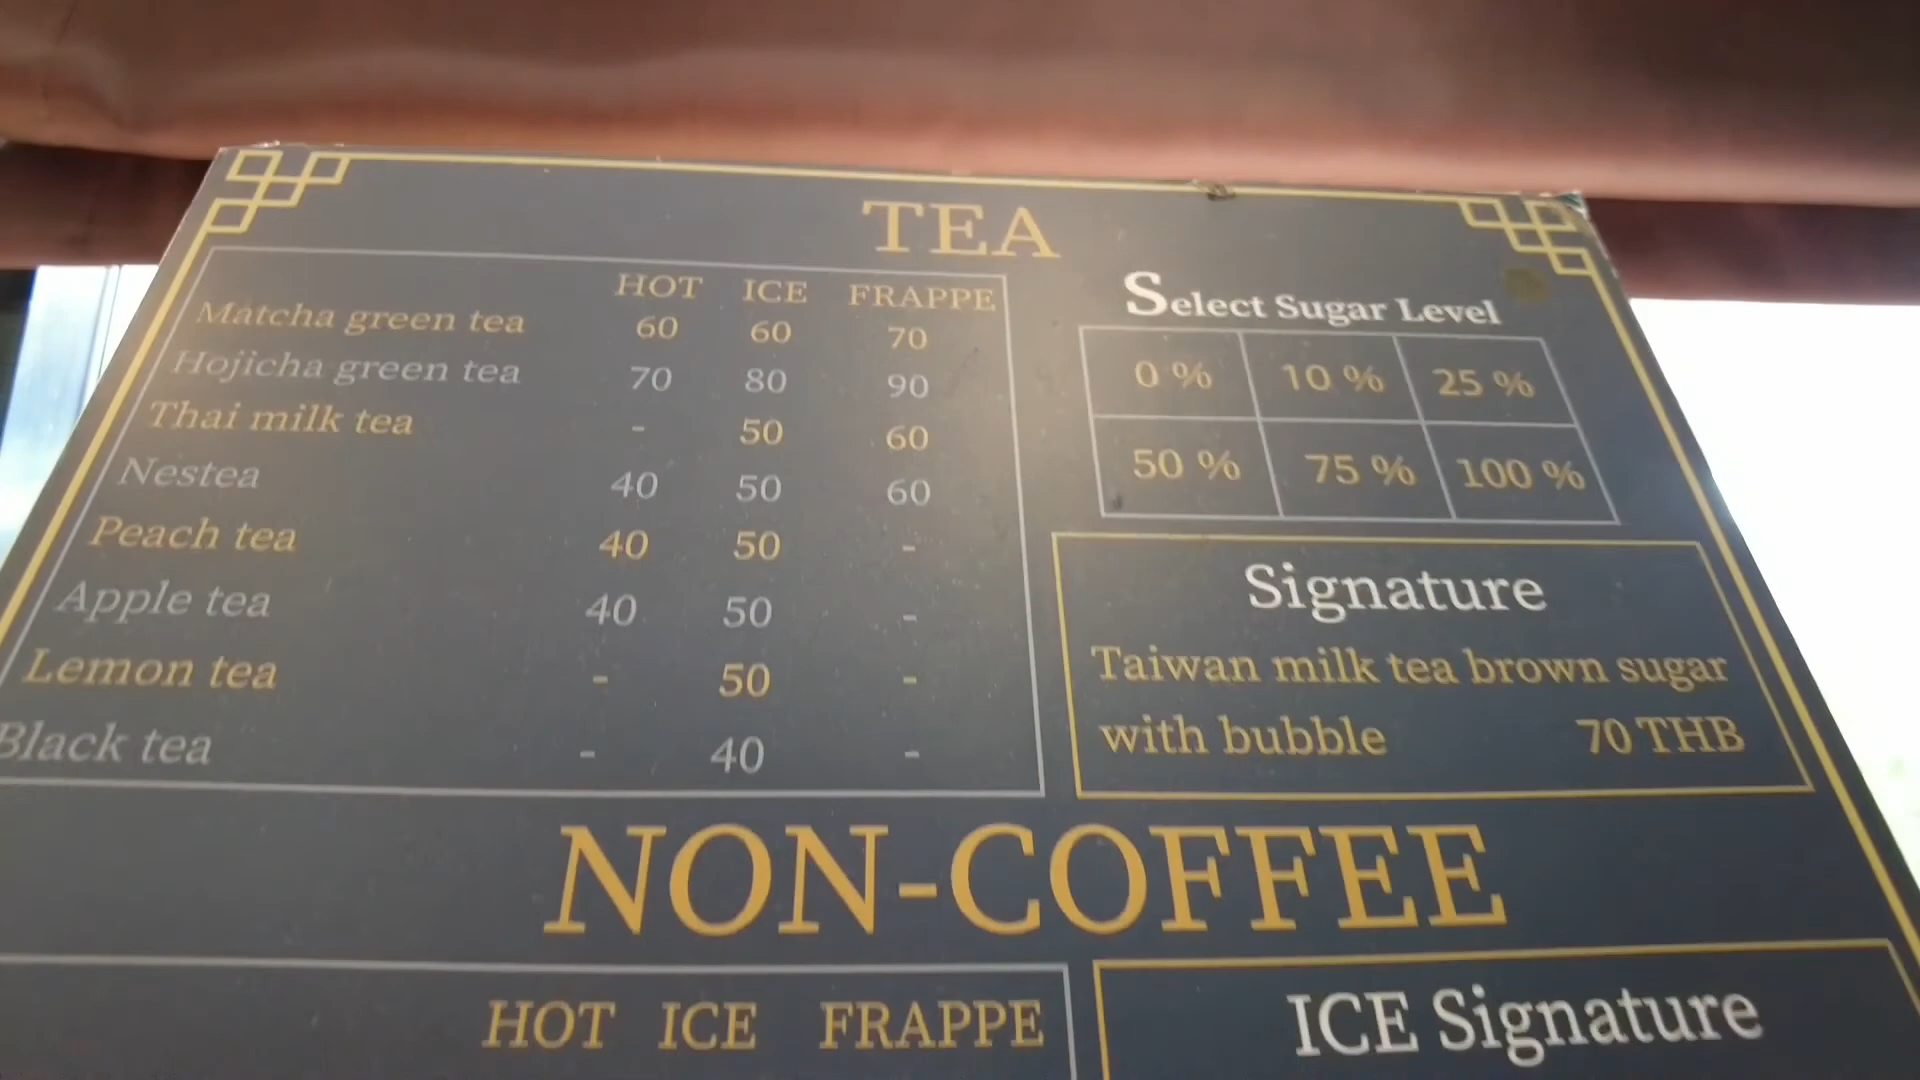 TEA
HOT ICE FRAPPE
Matcha green tea 60 60 70
Hojicha green tea 70 80 90
Thai milk tea - 50 60
Nestea 40 50 60
Peach tea 40 50 -
Apple tea 40 50 -
Lemon tea - 50 -
Black tea - 40 -
Select Sugar Level
0 % 10 % 25 %
50 % 75 % 100 %
Signature
Taiwan milk tea brown sugar
with bubble 70 THB
NON-COFFEE
HOT ICE FRAPPE
ICE Signature